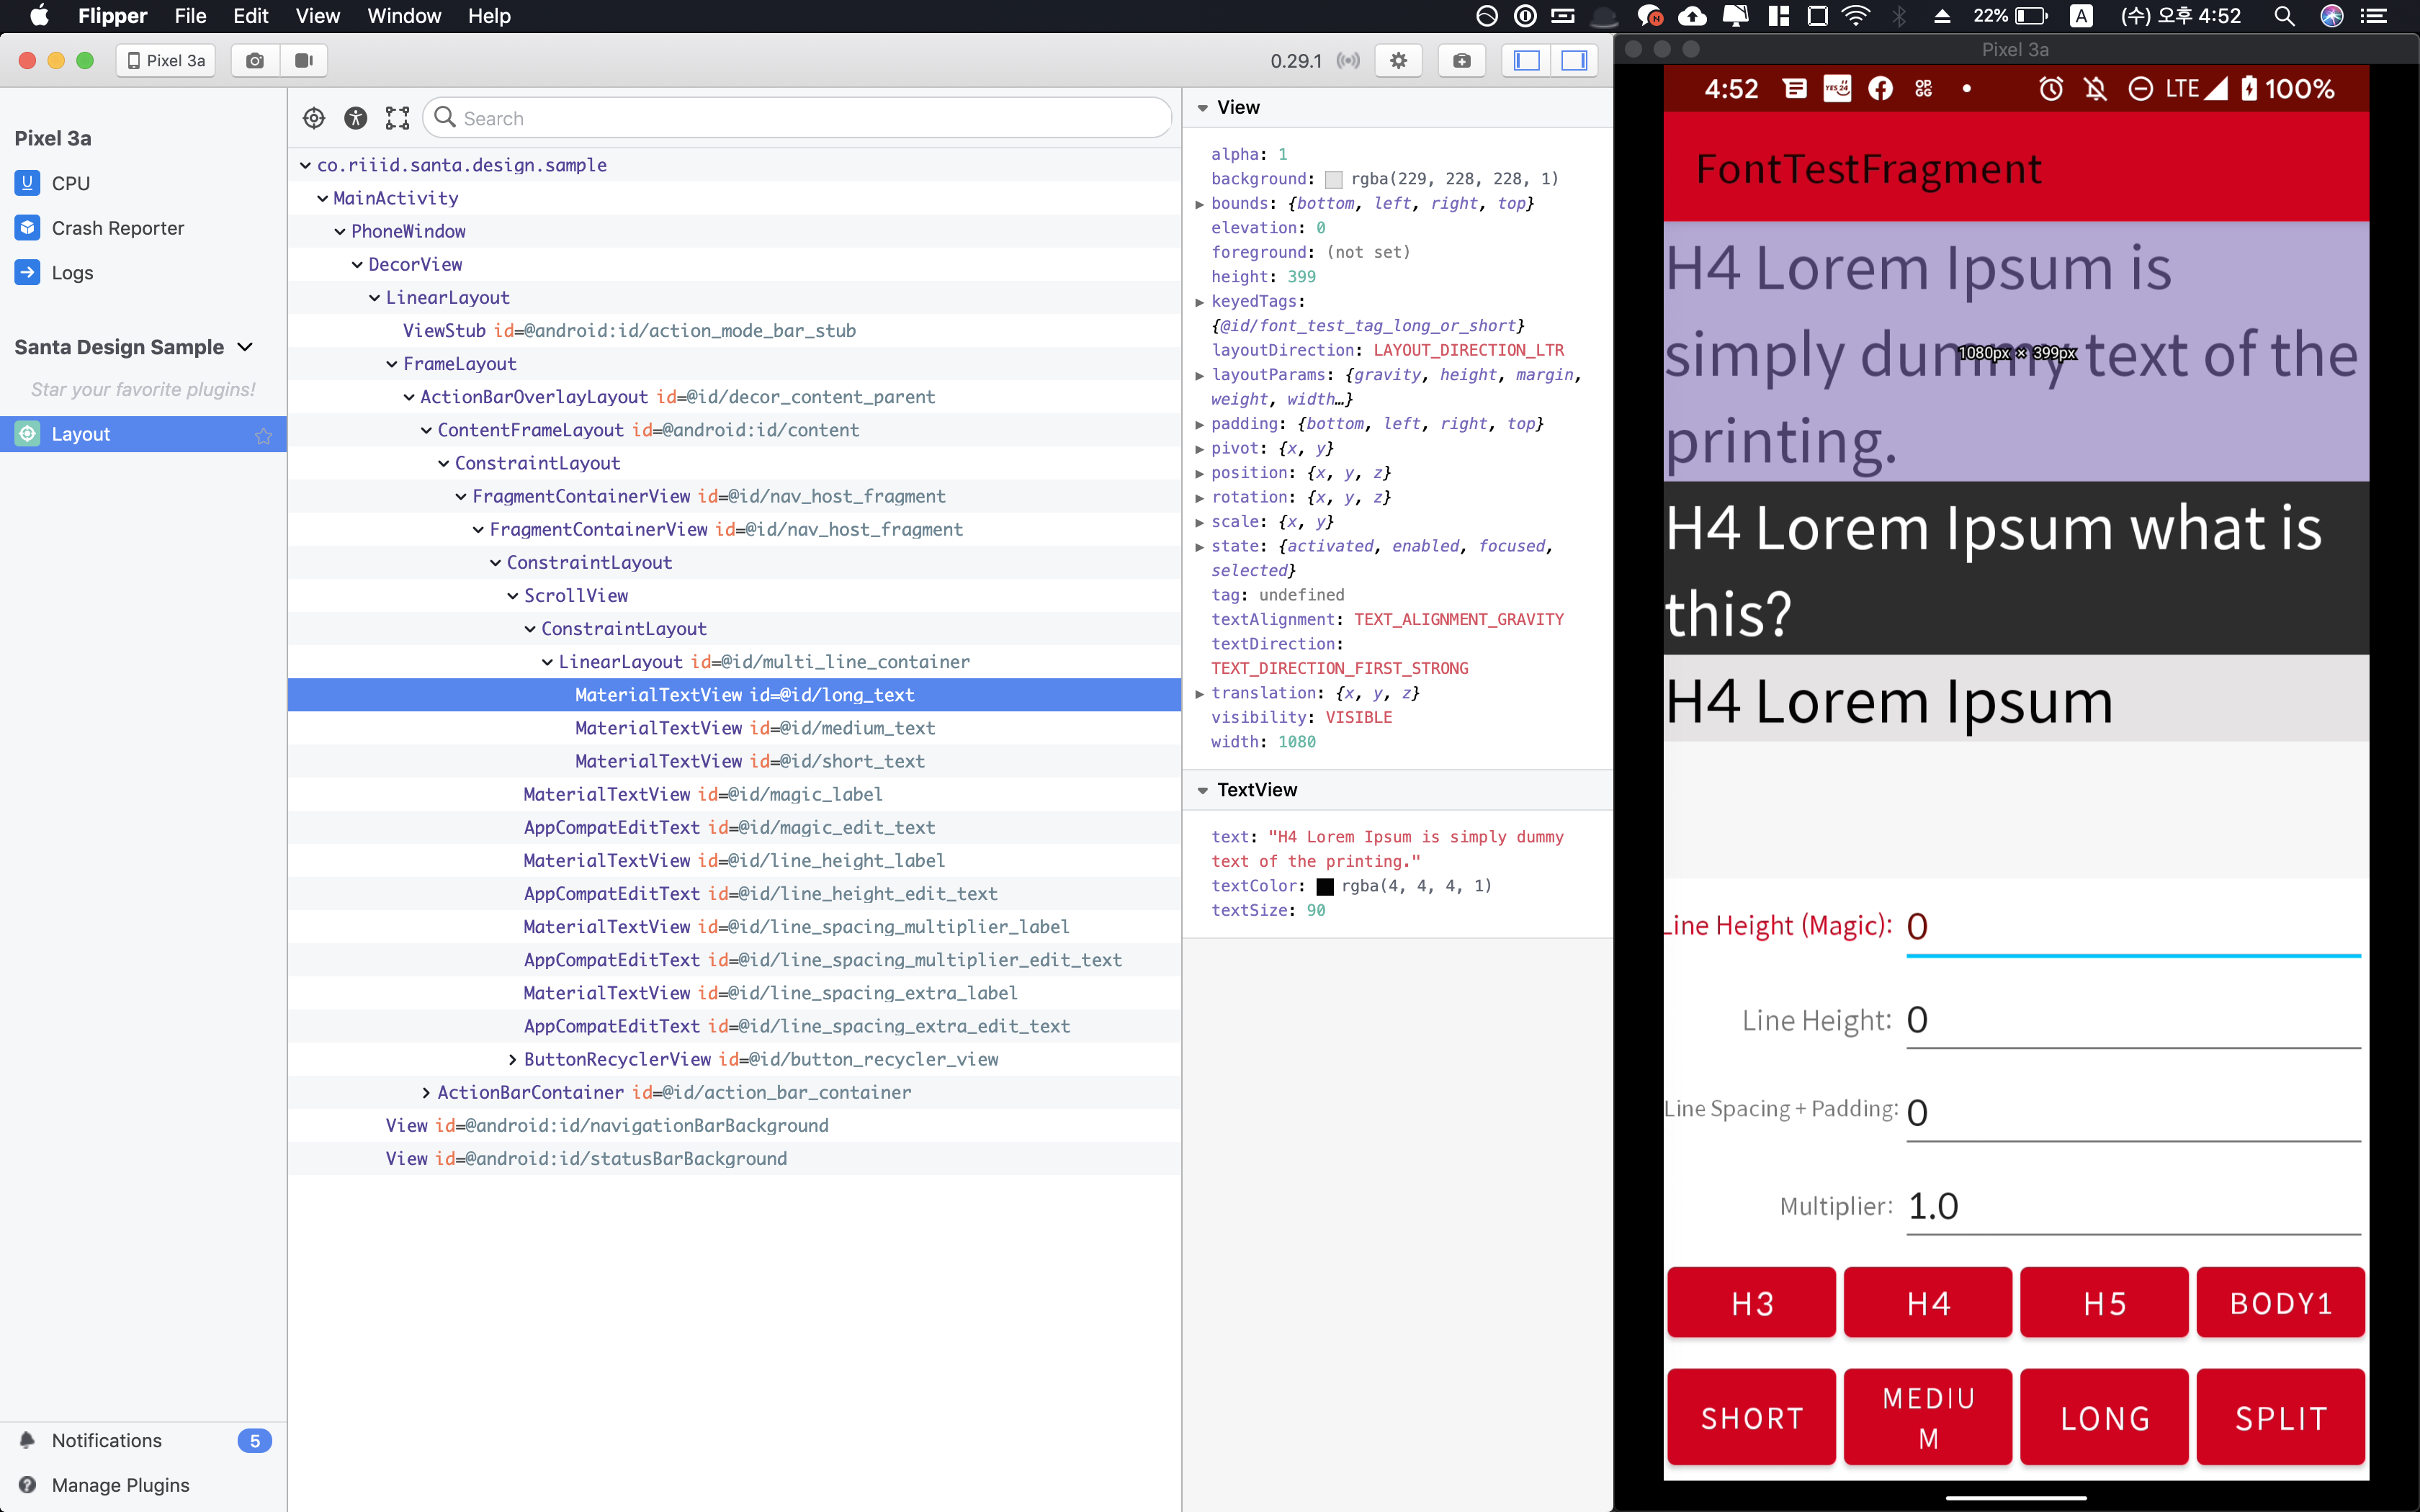 Flipper File Edit View Window Help
22% A (수) 오후 4:52
Pixel 3a
0.29.1
Pixel 3a
CPU
Crash Reporter
Logs
Santa Design Sample
Star your favorite plugins!
Layout
Notifications 5
Manage Plugins
Search
co.riiid.santa.design.sample
MainActivity
PhoneWindow
DecorView
LinearLayout
ViewStub id=@android:id/action_mode_bar_stub
FrameLayout
ActionBarOverlayLayout id=@id/decor_content_parent
ContentFrameLayout id=@android:id/content
ConstraintLayout
FragmentContainerView id=@id/nav_host_fragment
FragmentContainerView id=@id/nav_host_fragment
ConstraintLayout
ScrollView
ConstraintLayout
LinearLayout id=@id/multi_line_container
MaterialTextView id=@id/long_text
MaterialTextView id=@id/medium_text
MaterialTextView id=@id/short_text
MaterialTextView id=@id/magic_label
AppCompatEditText id=@id/magic_edit_text
MaterialTextView id=@id/line_height_label
AppCompatEditText id=@id/line_height_edit_text
MaterialTextView id=@id/line_spacing_multiplier_label
AppCompatEditText id=@id/line_spacing_multiplier_edit_text
MaterialTextView id=@id/line_spacing_extra_label
AppCompatEditText id=@id/line_spacing_extra_edit_text
ButtonRecyclerView id=@id/button_recycler_view
ActionBarContainer id=@id/action_bar_container
View id=@android:id/navigationBarBackground
View id=@android:id/statusBarBackground
View
alpha: 1
background: rgba(229, 228, 228, 1)
bounds: {bottom, left, right, top}
elevation: 0
foreground: (not set)
height: 399
keyedTags:
{@id/font_test_tag_long_or_short}
layoutDirection: LAYOUT_DIRECTION_LTR
layoutParams: {gravity, height, margin,
weight, width…}
padding: {bottom, left, right, top}
pivot: {x, y}
position: {x, y, z}
rotation: {x, y, z}
scale: {x, y}
state: {activated, enabled, focused,
selected}
tag: undefined
textAlignment: TEXT_ALIGNMENT_GRAVITY
textDirection:
TEXT_DIRECTION_FIRST_STRONG
translation: {x, y, z}
visibility: VISIBLE
width: 1080
TextView
text: "H4 Lorem Ipsum is simply dummy
text of the printing."
textColor: rgba(4, 4, 4, 1)
textSize: 90
Pixel 3a
4:52 YES24 OP.GG LTE 100%
FontTestFragment
H4 Lorem Ipsum is
simply dummy text of the
1080px × 399px
printing.
H4 Lorem Ipsum what is
this?
H4 Lorem Ipsum
Line Height (Magic): 0
Line Height: 0
Line Spacing + Padding: 0
Multiplier: 1.0
H3 H4 H5 BODY1
SHORT MEDIU
M LONG SPLIT